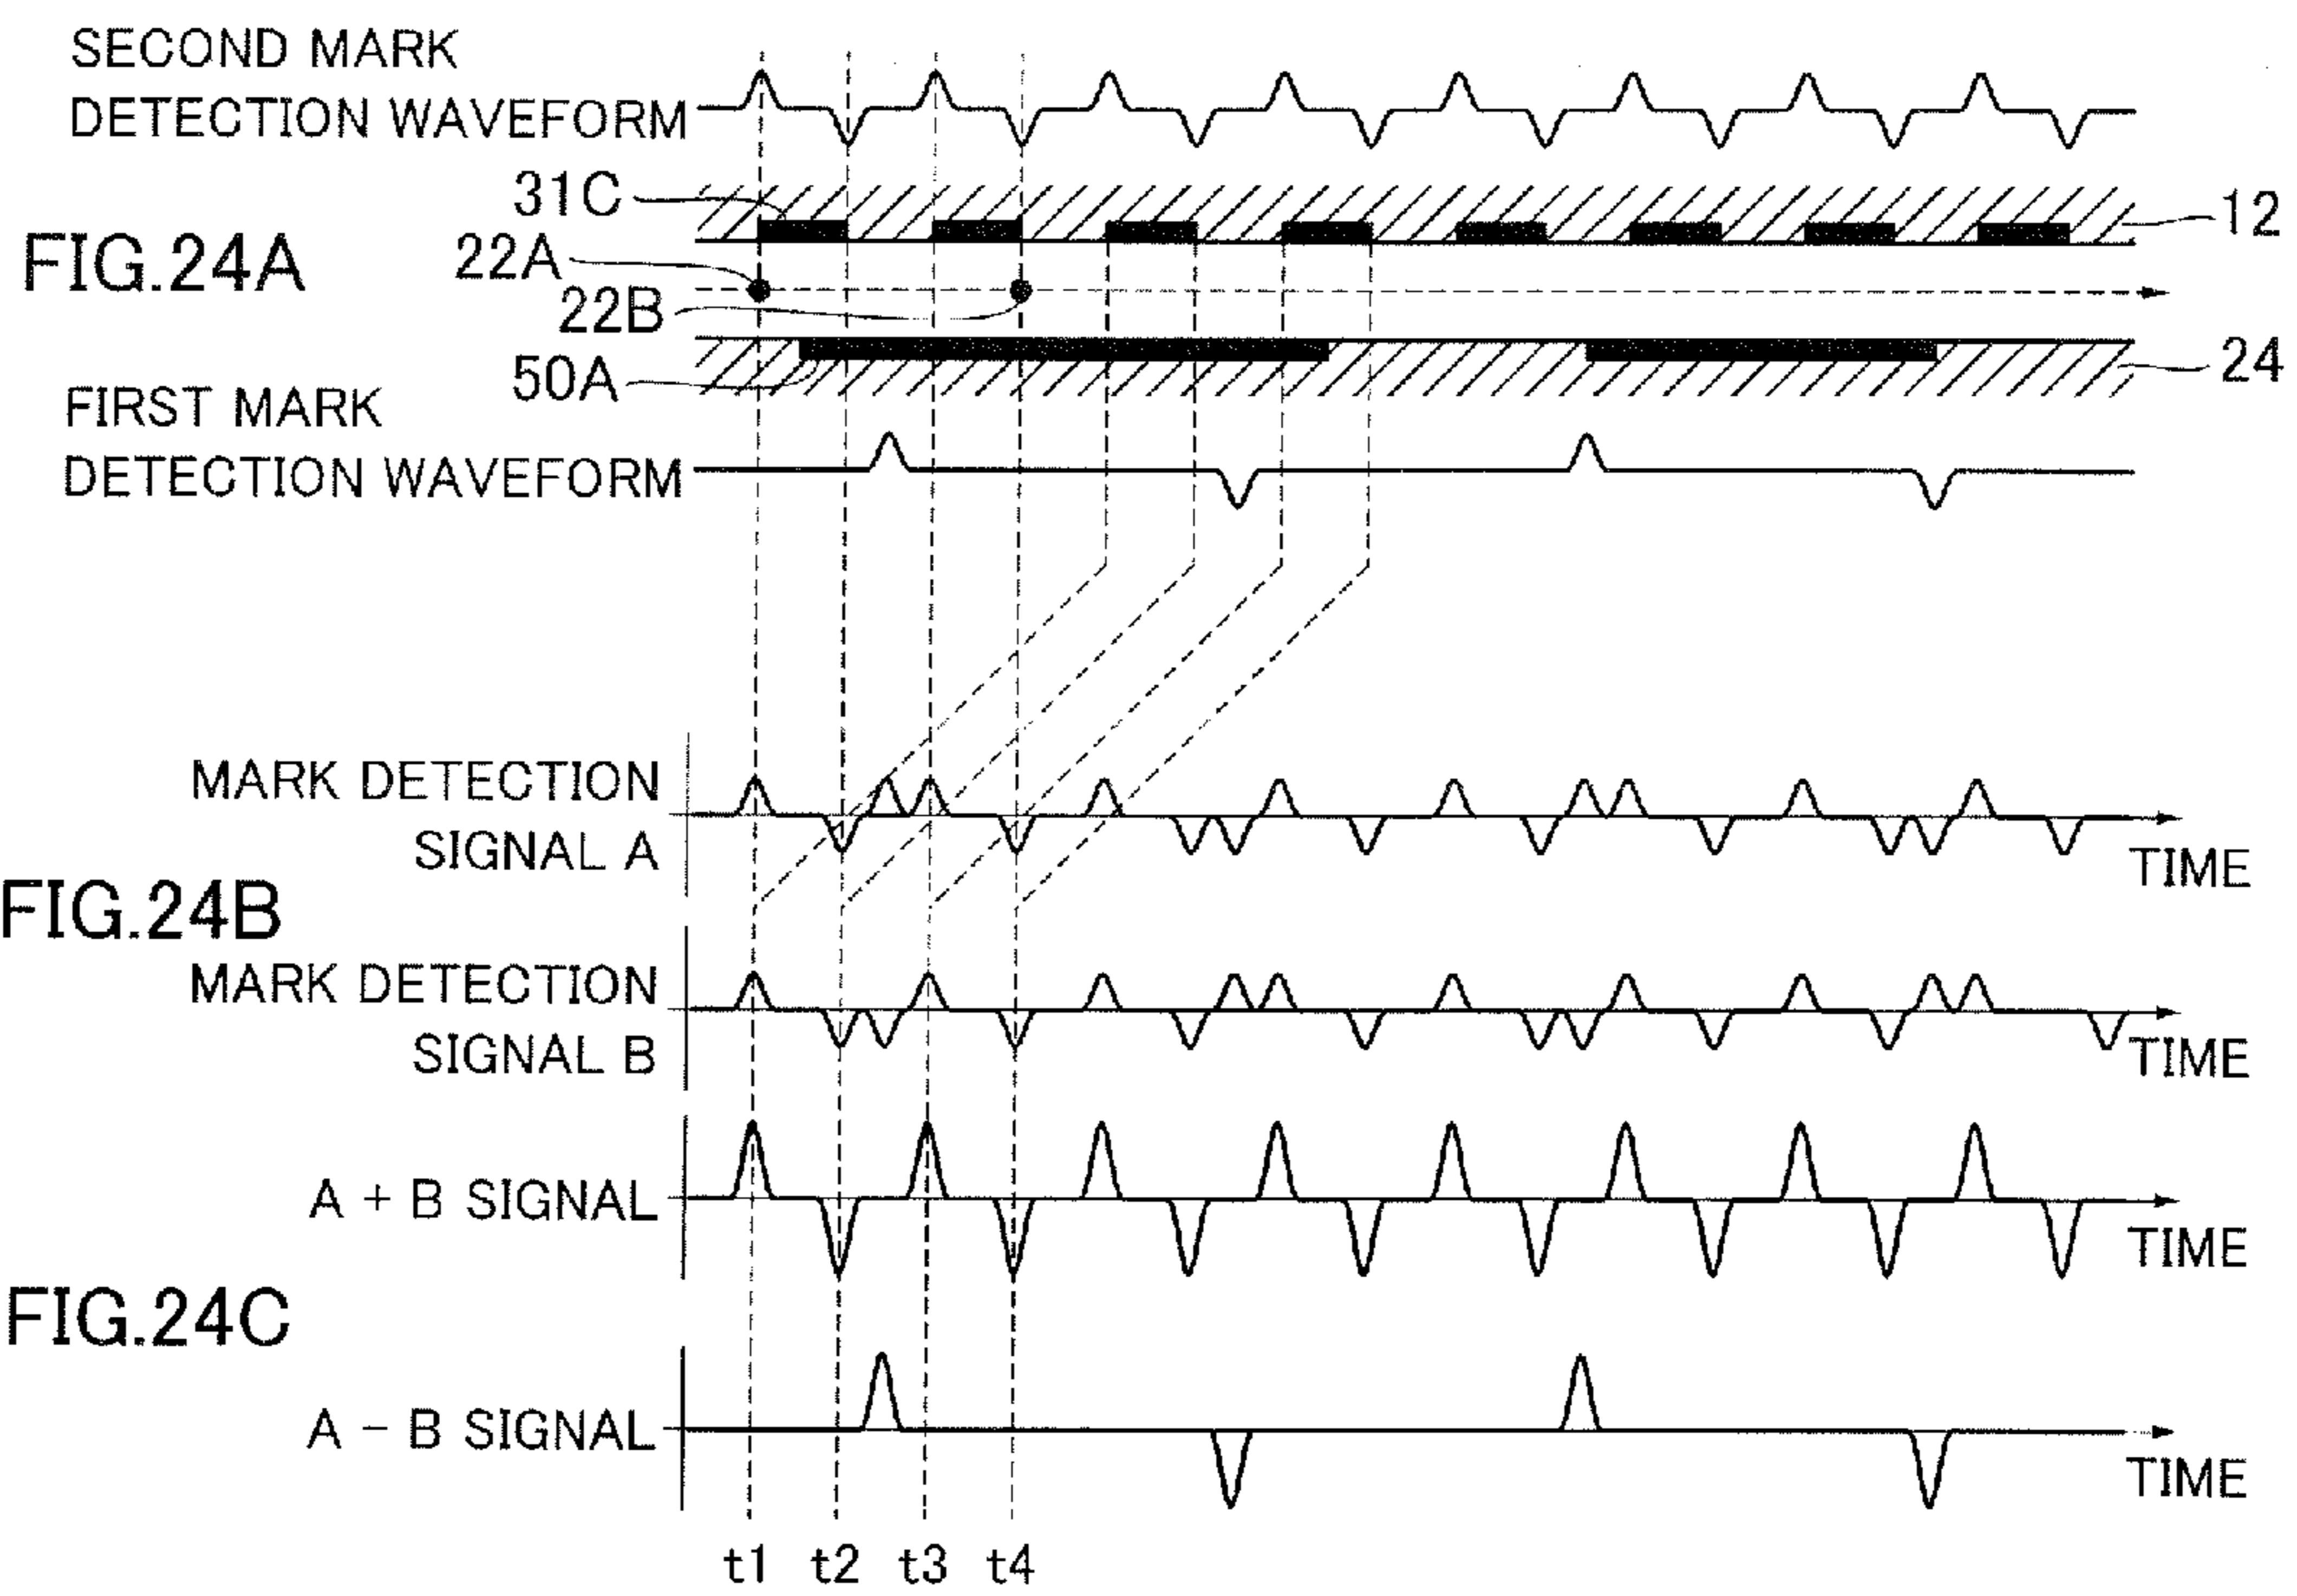 SECOND MARK
DETECTION WAVEFORM
31C
12
FIG.24A
22A
22B
50A
24
FIRST MARK
DETECTION WAVEFORM
MARK DETECTION
SIGNAL A
TIME
FIG.24B
MARK DETECTION
SIGNAL B
TIME
A + B SIGNAL
TIME
FIG.24C
A - B SIGNAL
TIME
t1 t2 t3 t4